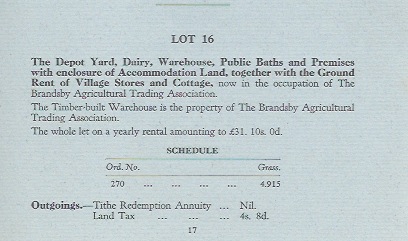 LOT 16
The Depot Yard, Dairy, Warehouse, Public Baths and Premises
with enclosure of Accommodation Land, together with the Ground
Rent of Village Stores and Cottage, now in the occupation of The
Brandsby Agricultural Trading Association.
The Timber-built Warehouse is the property of The Brandsby Agricultural
Trading Association.
The whole let on a yearly rental amounting to £31. 10s. 0d.
SCHEDULE
Ord. No. Gross.
270 ... ... ... ... 4.915
Outgoings.—Tithe Redemption Annuity ... Nil.
Land Tax ... ... ... 4s. 8d.
17